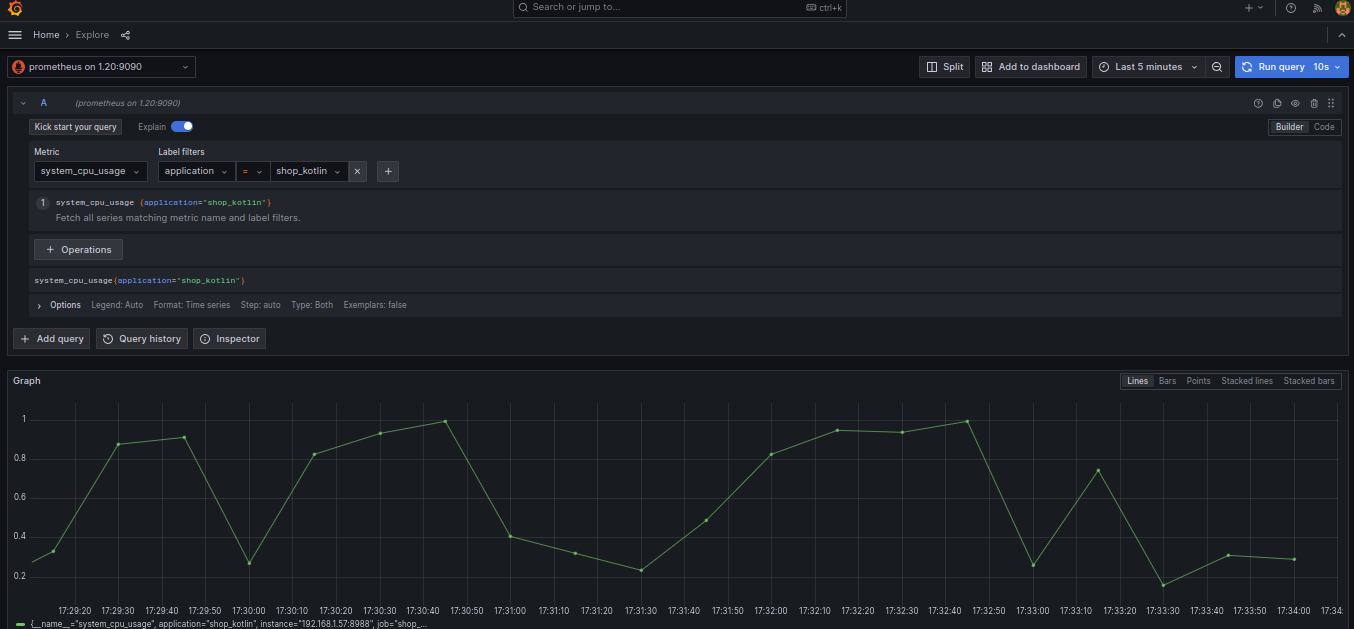 Search or jump to... ctrl+k
Home › Explore
prometheus on 1.20:9090 Split Add to dashboard Last 5 minutes Run query 10s
A (prometheus on 1.20:9090)
Kick start your query Explain Builder Code
Metric Label filters
system_cpu_usage application = shop_kotlin × +
1 system_cpu_usage {application="shop_kotlin"}
Fetch all series matching metric name and label filters.
+ Operations
system_cpu_usage{application="shop_kotlin"}
› Options Legend: Auto Format: Time series Step: auto Type: Both Exemplars: false
+ Add query Query history Inspector
Graph Lines Bars Points Stacked lines Stacked bars
1
0.8
0.6
0.4
0.2
17:29:20 17:29:30 17:29:40 17:29:50 17:30:00 17:30:10 17:30:20 17:30:30 17:30:40 17:30:50 17:31:00 17:31:10 17:31:20 17:31:30 17:31:40 17:31:50 17:32:00 17:32:10 17:32:20 17:32:30 17:32:40 17:32:50 17:33:00 17:33:10 17:33:20 17:33:30 17:33:40 17:33:50 17:34:00 17:34:
{__name__="system_cpu_usage", application="shop_kotlin", instance="192.168.1.57:8988", job="shop_...